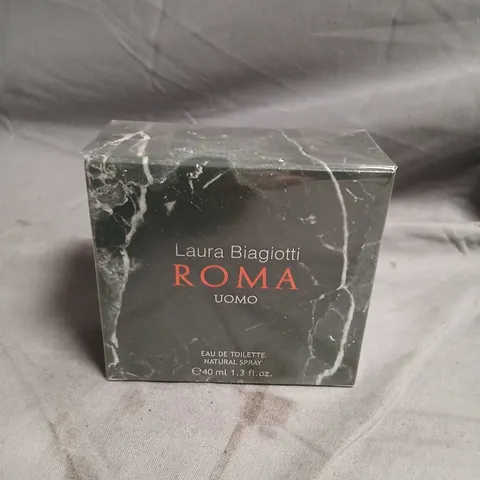 Laura Biagiotti
ROMA
UOMO
EAU DE TOILETTE
NATURAL SPRAY
℮40 ml 1.3 fl.oz.